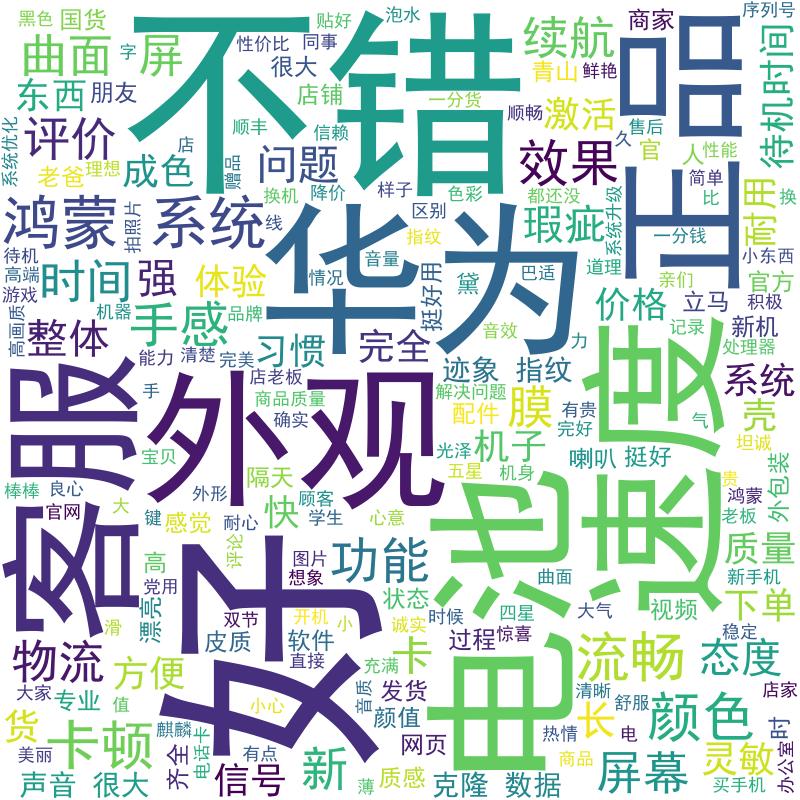 黑色
国货
贴好
泡水
序列号
商家
性价比
同事
不错
续航
曲面
屏
字
很大
青山
鲜艳
正品
待机时间
东西
朋友
店铺
一分货
顺畅
激活
售后
久
官
人
性能
系统优化
评价
店
顺丰
信赖
老爸
理想
成色
赠品
问题
效果
简单
换机
降价
样子
色彩
都还没
比
换
鸿蒙
拍照片
系统
线
华为
区别
指纹
瑕疵
系统升级
一分钱
耐用
小东西
道理
亲们
待机
高端
时间
强
情况
音量
挺好用
黛
巴适
官方
游戏
体验
机器
品牌
价格
立马
积极
高画质
手感
音效
力
记录
新机
整体
能力
清楚
完美
习惯
完全
迹象
指纹
处理器
店老板
解决问题
系统
客服
手
商品质量
外观
配件
膜
有贵
完好
速度
壳
气
坦诚
确实
光泽
机子
喇叭
挺好
宝贝
隔天
五星
机身
贵
外包装
棒棒
良心
大
外形
顾客
电池
鸿蒙
官网
键
感觉
耐心
快
学生
心意
老板
质量
好
评论
图片
功能
高
想象
曲面
新手机
漂亮
党用
状态
时候
四星
大气
视频
下单
双节
开机
小
诚实
滑
皮质
软件
过程
惊喜
稳定
物流
方便
直接
卡
流畅
态度
大家
专业
值
充满
音质
发货
清晰
舒服
店家
小心
颜值
热情
长
颜色
货
卡顿
麒麟
网页
电
时
美丽
齐全
电话卡
有点
新
商品
屏幕
灵敏
办公室
声音
很大
信号
薄
质感
克隆
数据
买手机